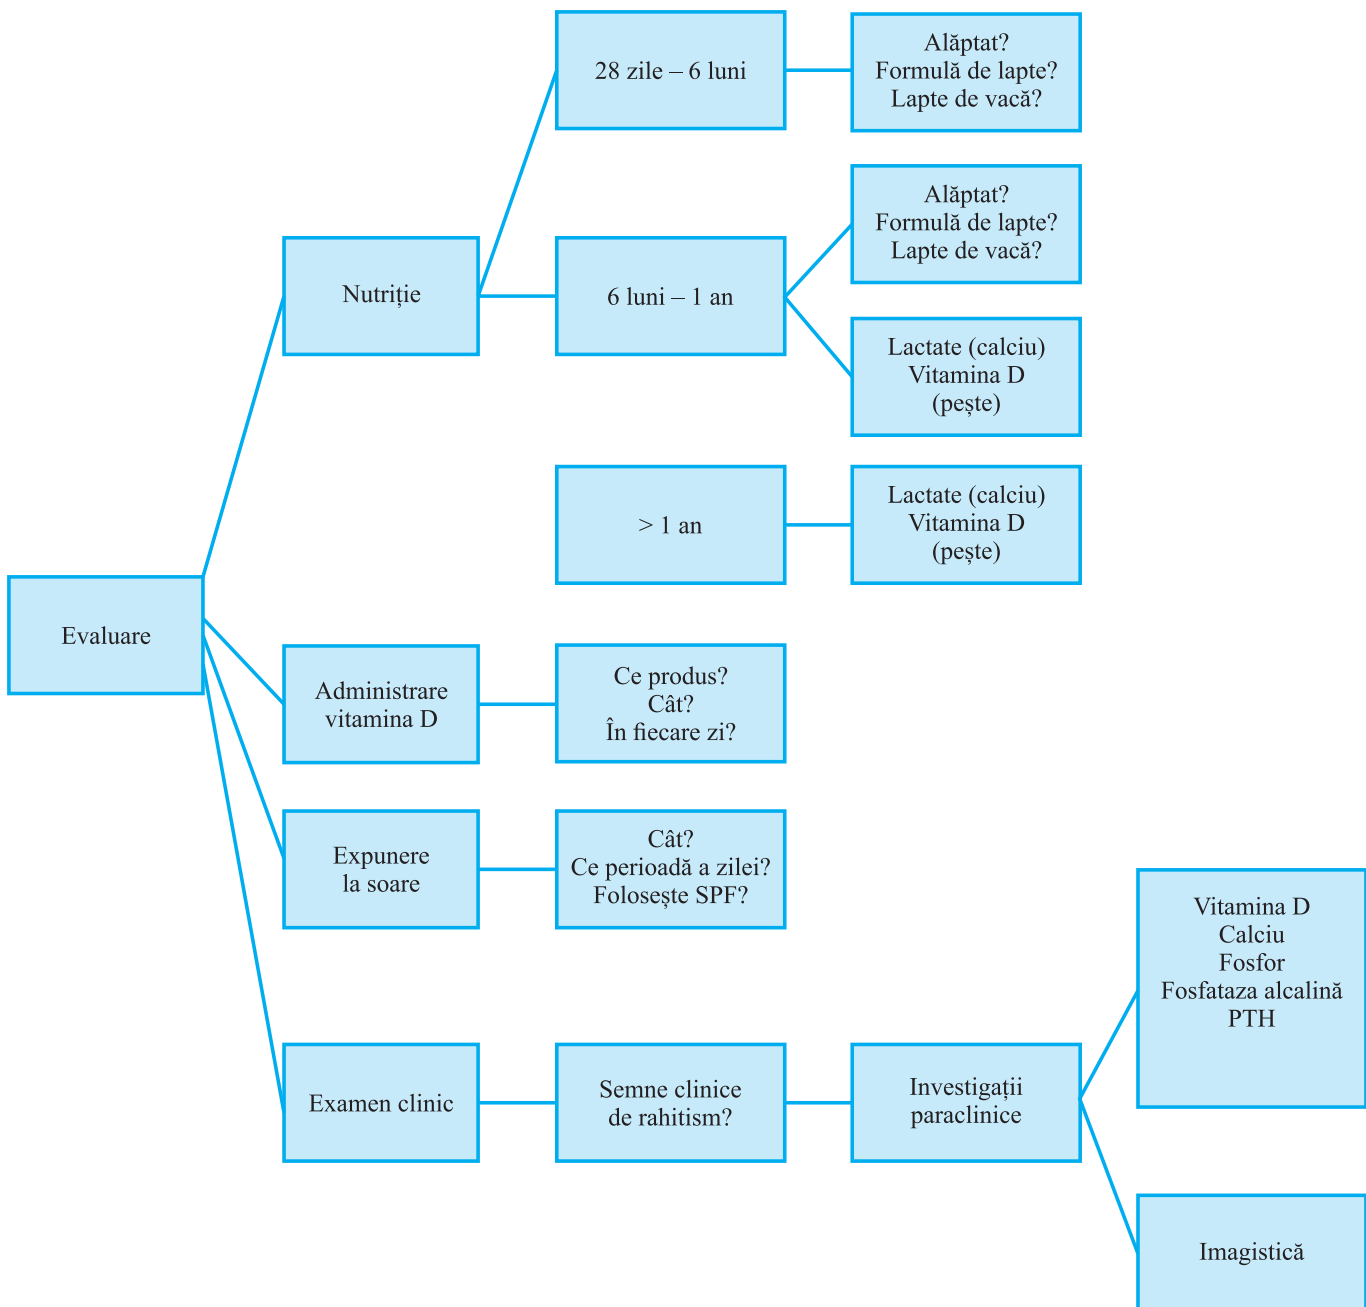 28 zile – 6 luni
Alăptat?
Formulă de lapte?
Lapte de vacă?
Nutriție
6 luni – 1 an
Alăptat?
Formulă de lapte?
Lapte de vacă?
Lactate (calciu)
Vitamina D
(pește)
> 1 an
Lactate (calciu)
Vitamina D
(pește)
Evaluare
Administrare
vitamina D
Ce produs?
Cât?
În fiecare zi?
Expunere
la soare
Cât?
Ce perioadă a zilei?
Folosește SPF?
Examen clinic
Semne clinice
de rahitism?
Investigații
paraclinice
Vitamina D
Calciu
Fosfor
Fosfataza alcalină
PTH
Imagistică